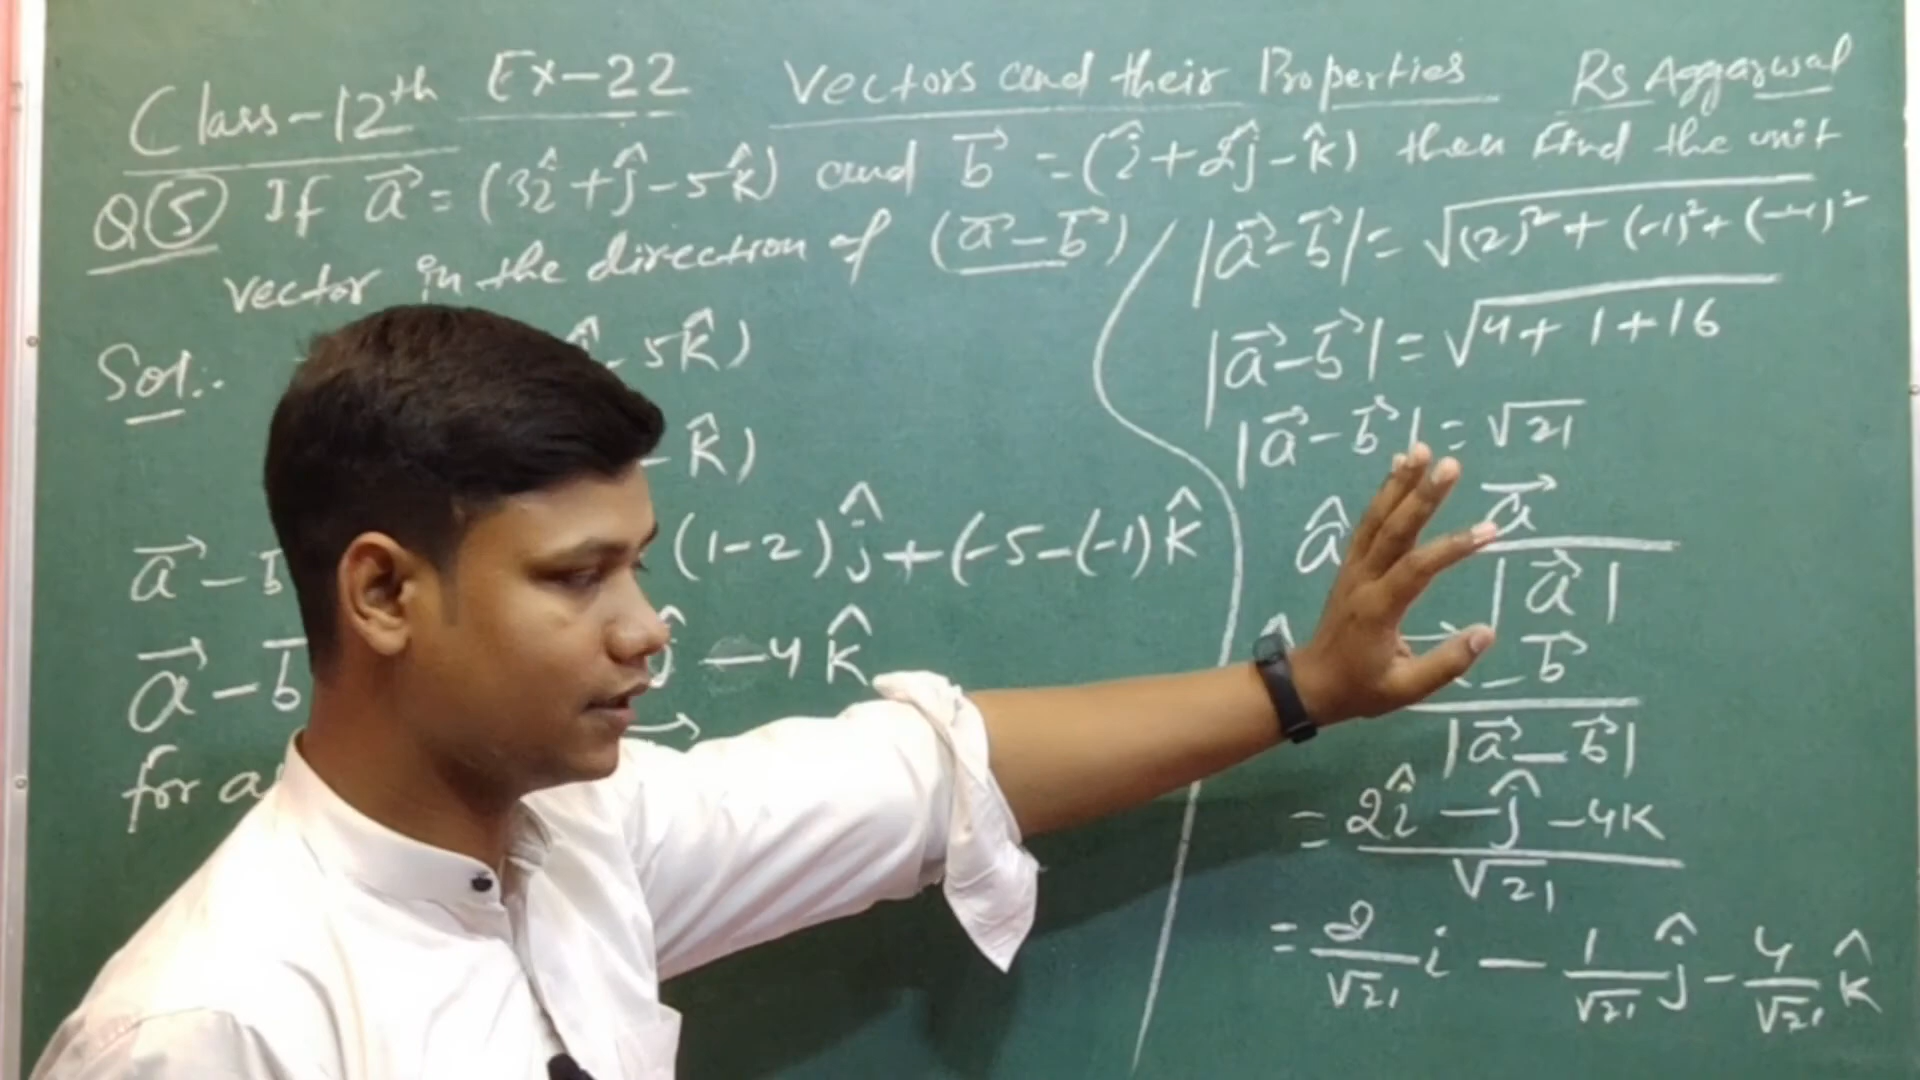 Class-12th Ex-22 Vectors and their Properties Rs Aggarwal
Q(5) If a⃗ = (3î + ĵ - 5k̂) and b⃗ = (î + 2ĵ - k̂) then find the unit
vector in the direction of (a⃗ - b⃗)
Sol.:
- 5k̂)
- k̂)
a⃗ - b (1-2)ĵ + (-5-(-1)k̂
a⃗ - b - 4k̂
for a
|a⃗ - b⃗| = √(2)² + (-1)² + (-4)²
|a⃗ - b⃗| = √4 + 1 + 16
|a⃗ - b⃗| = √21
â a⃗
|a⃗|
- b⃗
|a⃗ - b⃗|
= 2î - ĵ - 4k
√21
= 2/√21 i - 1/√21 ĵ - 4/√21 k̂